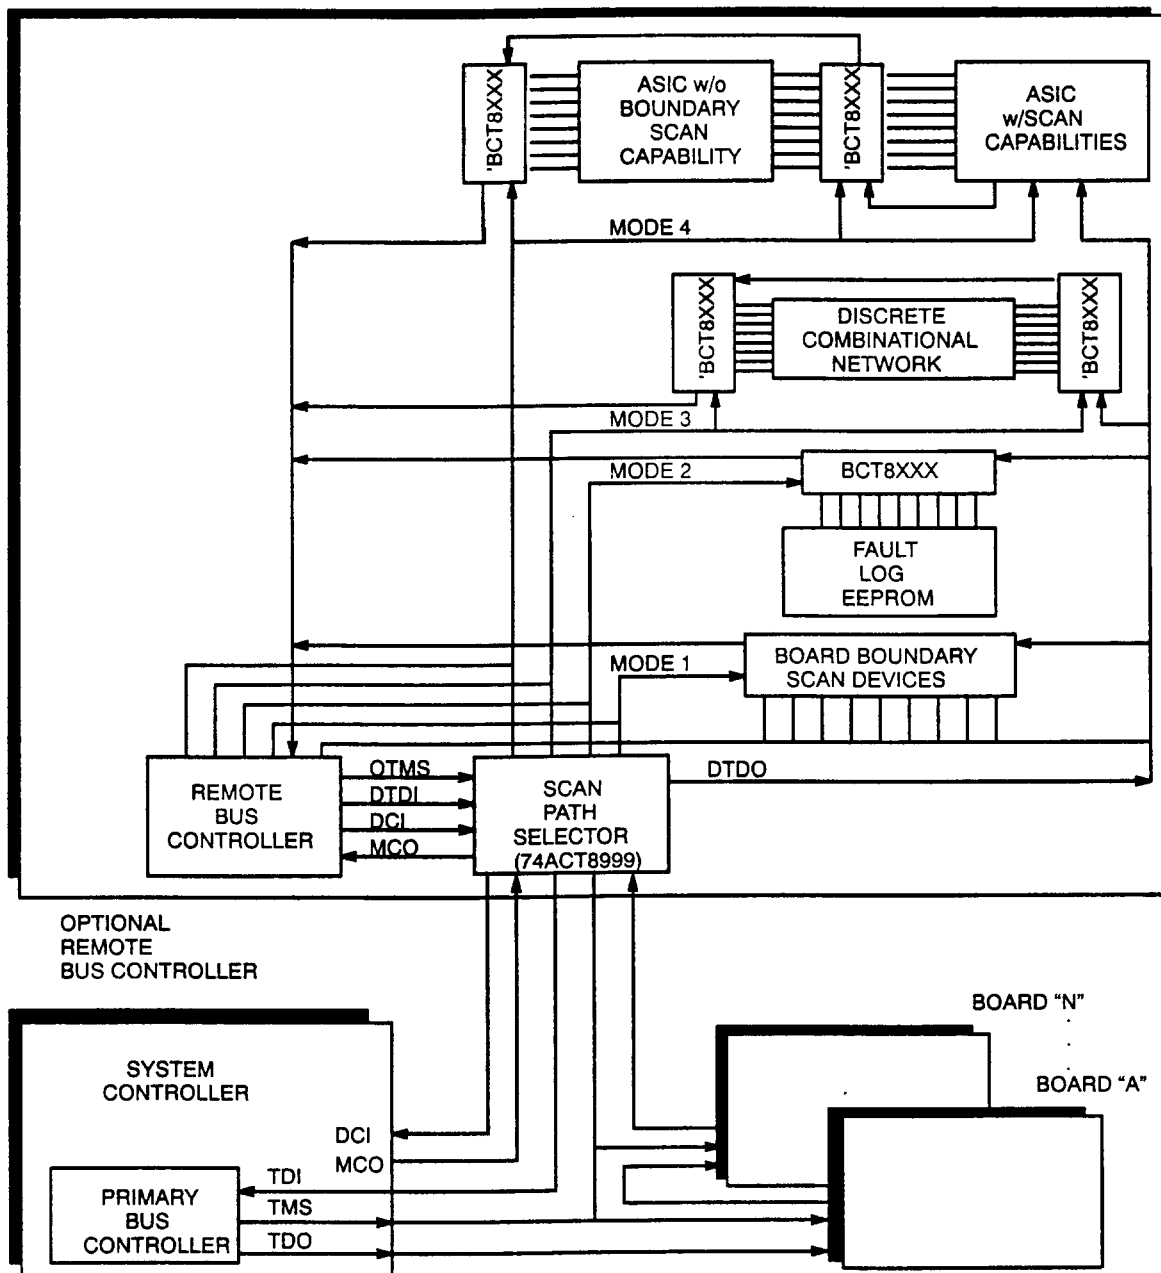 'BCT8XXX
ASIC w/o
BOUNDARY
SCAN
CAPABILITY
'BCT8XXX
ASIC
w/SCAN
CAPABILITIES
MODE 4
'BCT8XXX
DISCRETE
COMBINATIONAL
NETWORK
'BCT8XXX
MODE 3
MODE 2
BCT8XXX
FAULT
LOG
EEPROM
MODE 1
BOARD BOUNDARY
SCAN DEVICES
REMOTE
BUS
CONTROLLER
OTMS
DTDI
DCI
MCO
SCAN
PATH
SELECTOR
(74ACT8999)
DTDO
OPTIONAL
REMOTE
BUS CONTROLLER
SYSTEM
CONTROLLER
DCI
MCO
PRIMARY
BUS
CONTROLLER
TDI
TMS
TDO
BOARD "N"
BOARD "A"